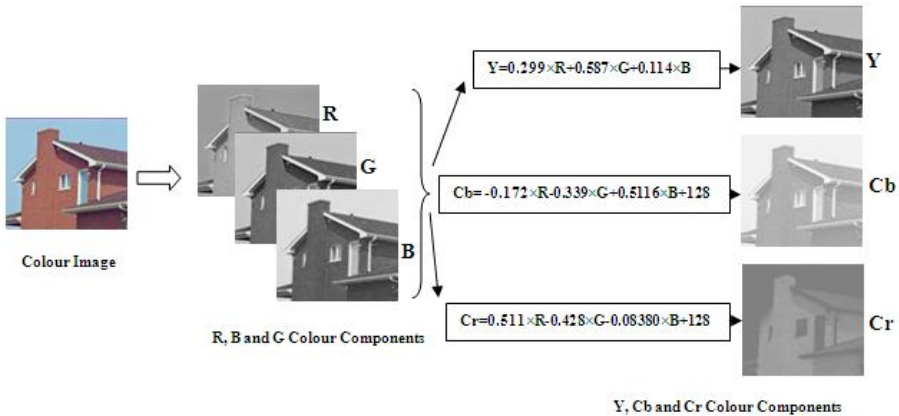 Y=0.299×R+0.587×G+0.114×B
Y
R
G
B
Cb= -0.172×R-0.339×G+0.5116×B+128
Cb
Colour Image
Cr=0.511×R-0.428×G-0.08380×B+128
Cr
R, B and G Colour Components
Y, Cb and Cr Colour Components